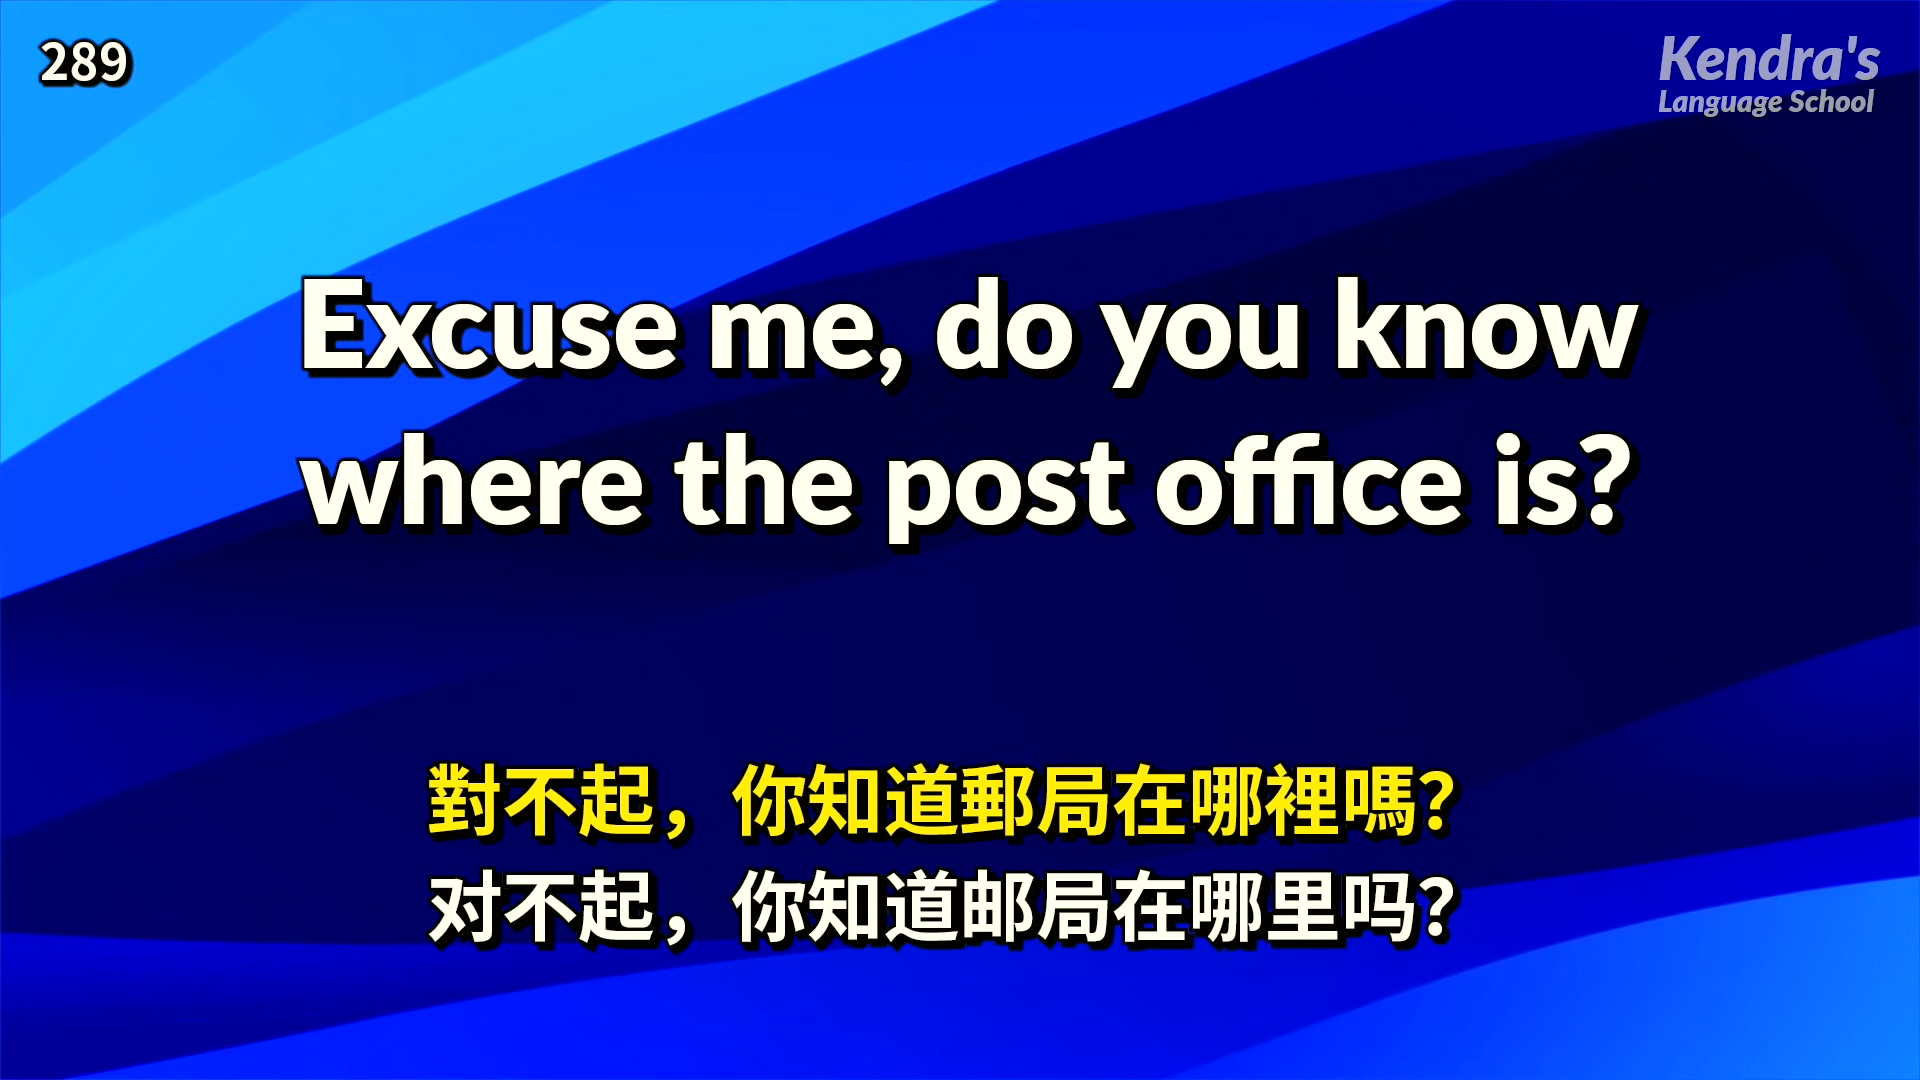 289
Kendra's
Language School
Excuse me, do you know
where the post office is?
對不起，你知道郵局在哪裡嗎？
对不起，你知道邮局在哪里吗？